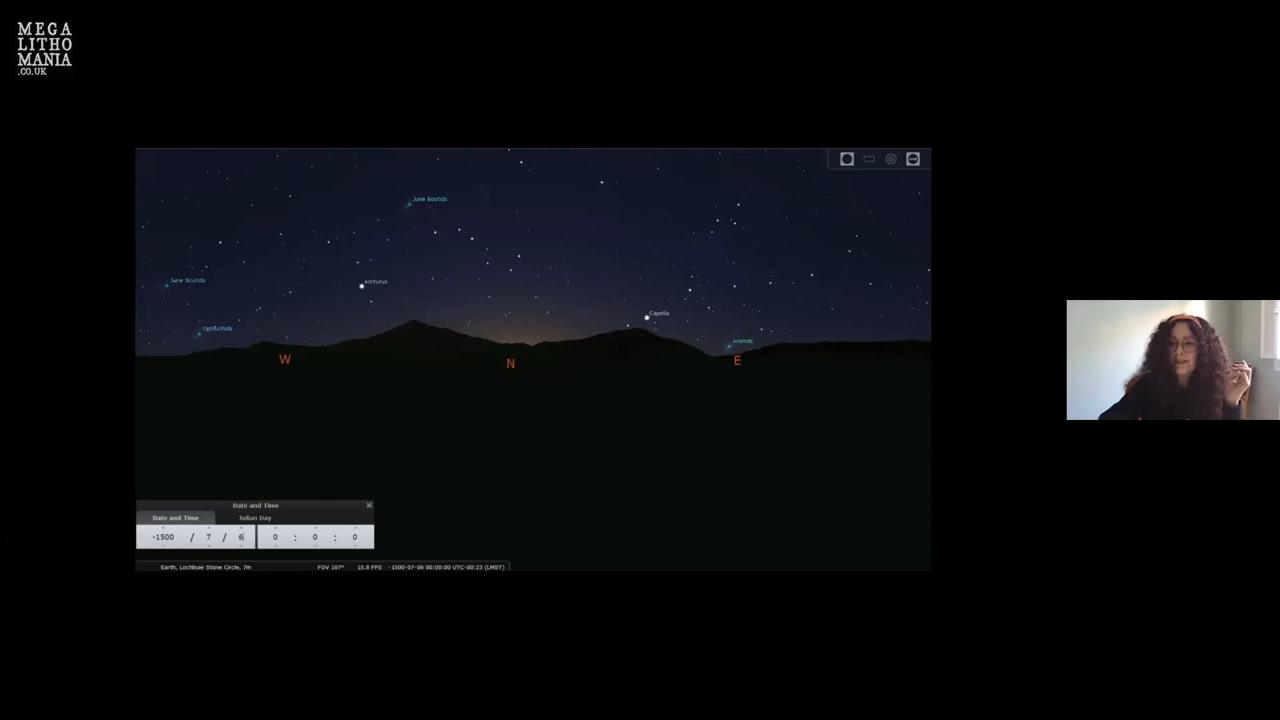 MEGA
LITHO
MANIA
.CO.UK
June Bootids
June Scutids
Arcturus
Capella
Ophiuchids
Arietids
W
N
E
Date and Time
Date and Time Julian Day
-1500 / 7 / 6 0 : 0 : 0
Earth, Lochbuie Stone Circle, 7m FOV 167° 15.8 FPS -1500-07-06 00:00:00 UTC-00:23 (LMST)